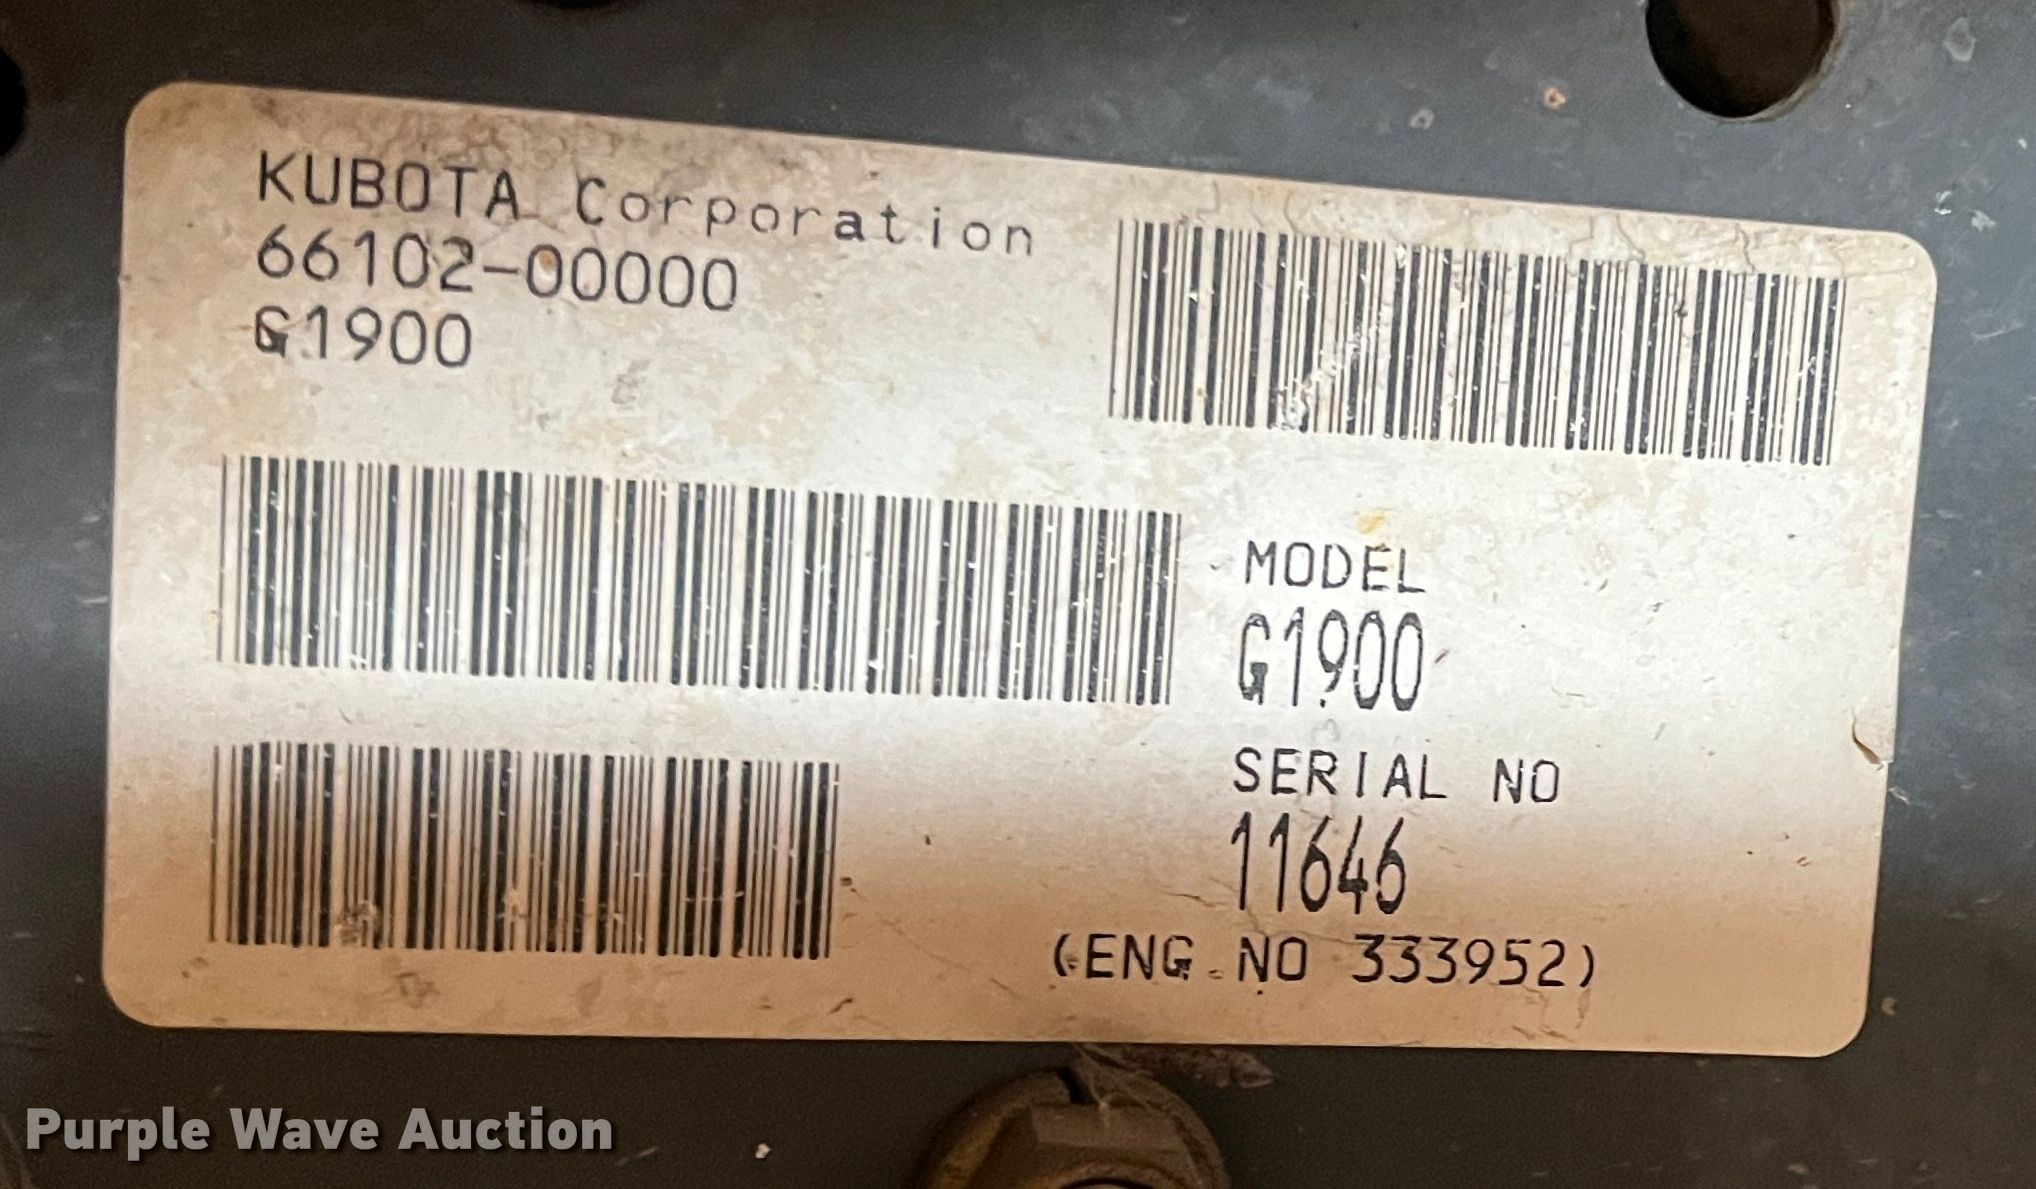 KUBOTA Corporation
66102-00000
G1900
MODEL
G1900
SERIAL NO
11646
(ENG.NO 333952)
Purple Wave Auction